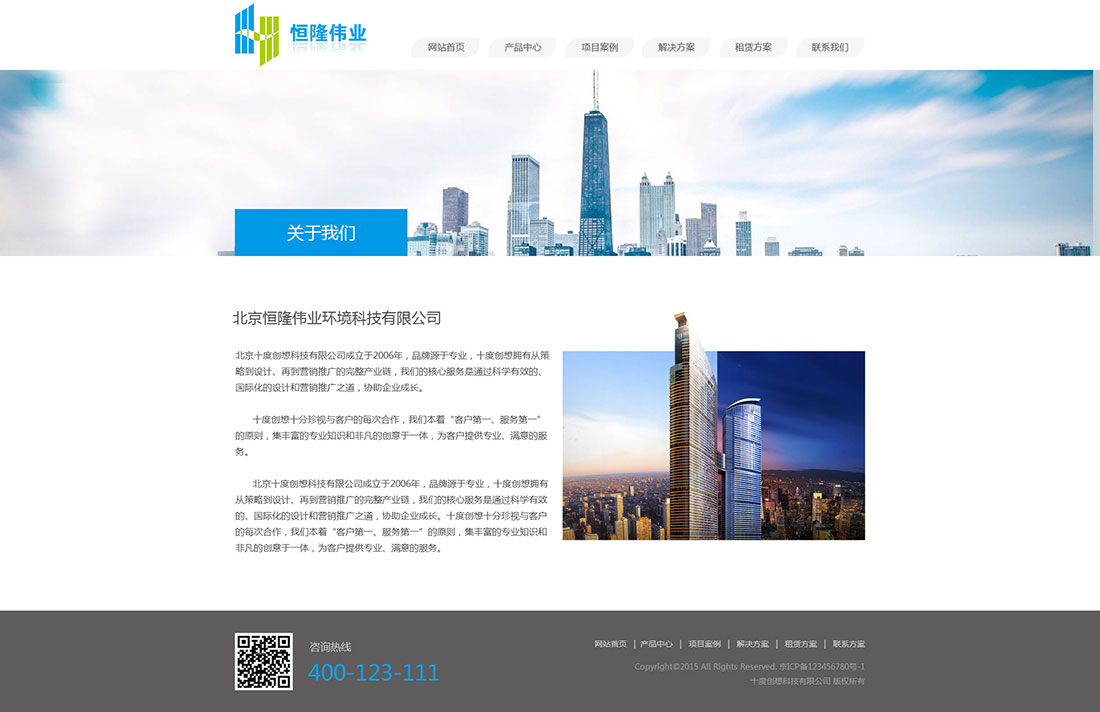 恒隆伟业
网站首页 产品中心 项目案例 解决方案 租赁方案 联系我们
关于我们
北京恒隆伟业环境科技有限公司
北京十度创想科技有限公司成立于2006年，品牌源于专业，十度创想拥有从策
略到设计、再到营销推广的完整产业链，我们的核心服务是通过科学有效的、
国际化的设计和营销推广之道，协助企业成长。
十度创想十分珍视与客户的每次合作，我们本着“客户第一、服务第一”
的原则，集丰富的专业知识和非凡的创意于一体，为客户提供专业、满意的服
务。
北京十度创想科技有限公司成立于2006年，品牌源于专业，十度创想拥有
从策略到设计、再到营销推广的完整产业链，我们的核心服务是通过科学有效
的、国际化的设计和营销推广之道，协助企业成长。十度创想十分珍视与客户
的每次合作，我们本着“客户第一、服务第一”的原则，集丰富的专业知识和
非凡的创意于一体，为客户提供专业、满意的服务。
咨询热线
400-123-111
网站首页 | 产品中心 | 项目案例 | 解决方案 | 租赁方案 | 联系方案
Copyright©2015 All Rights Reserved. 京ICP备123456780号-1
十度创想科技有限公司 版权所有